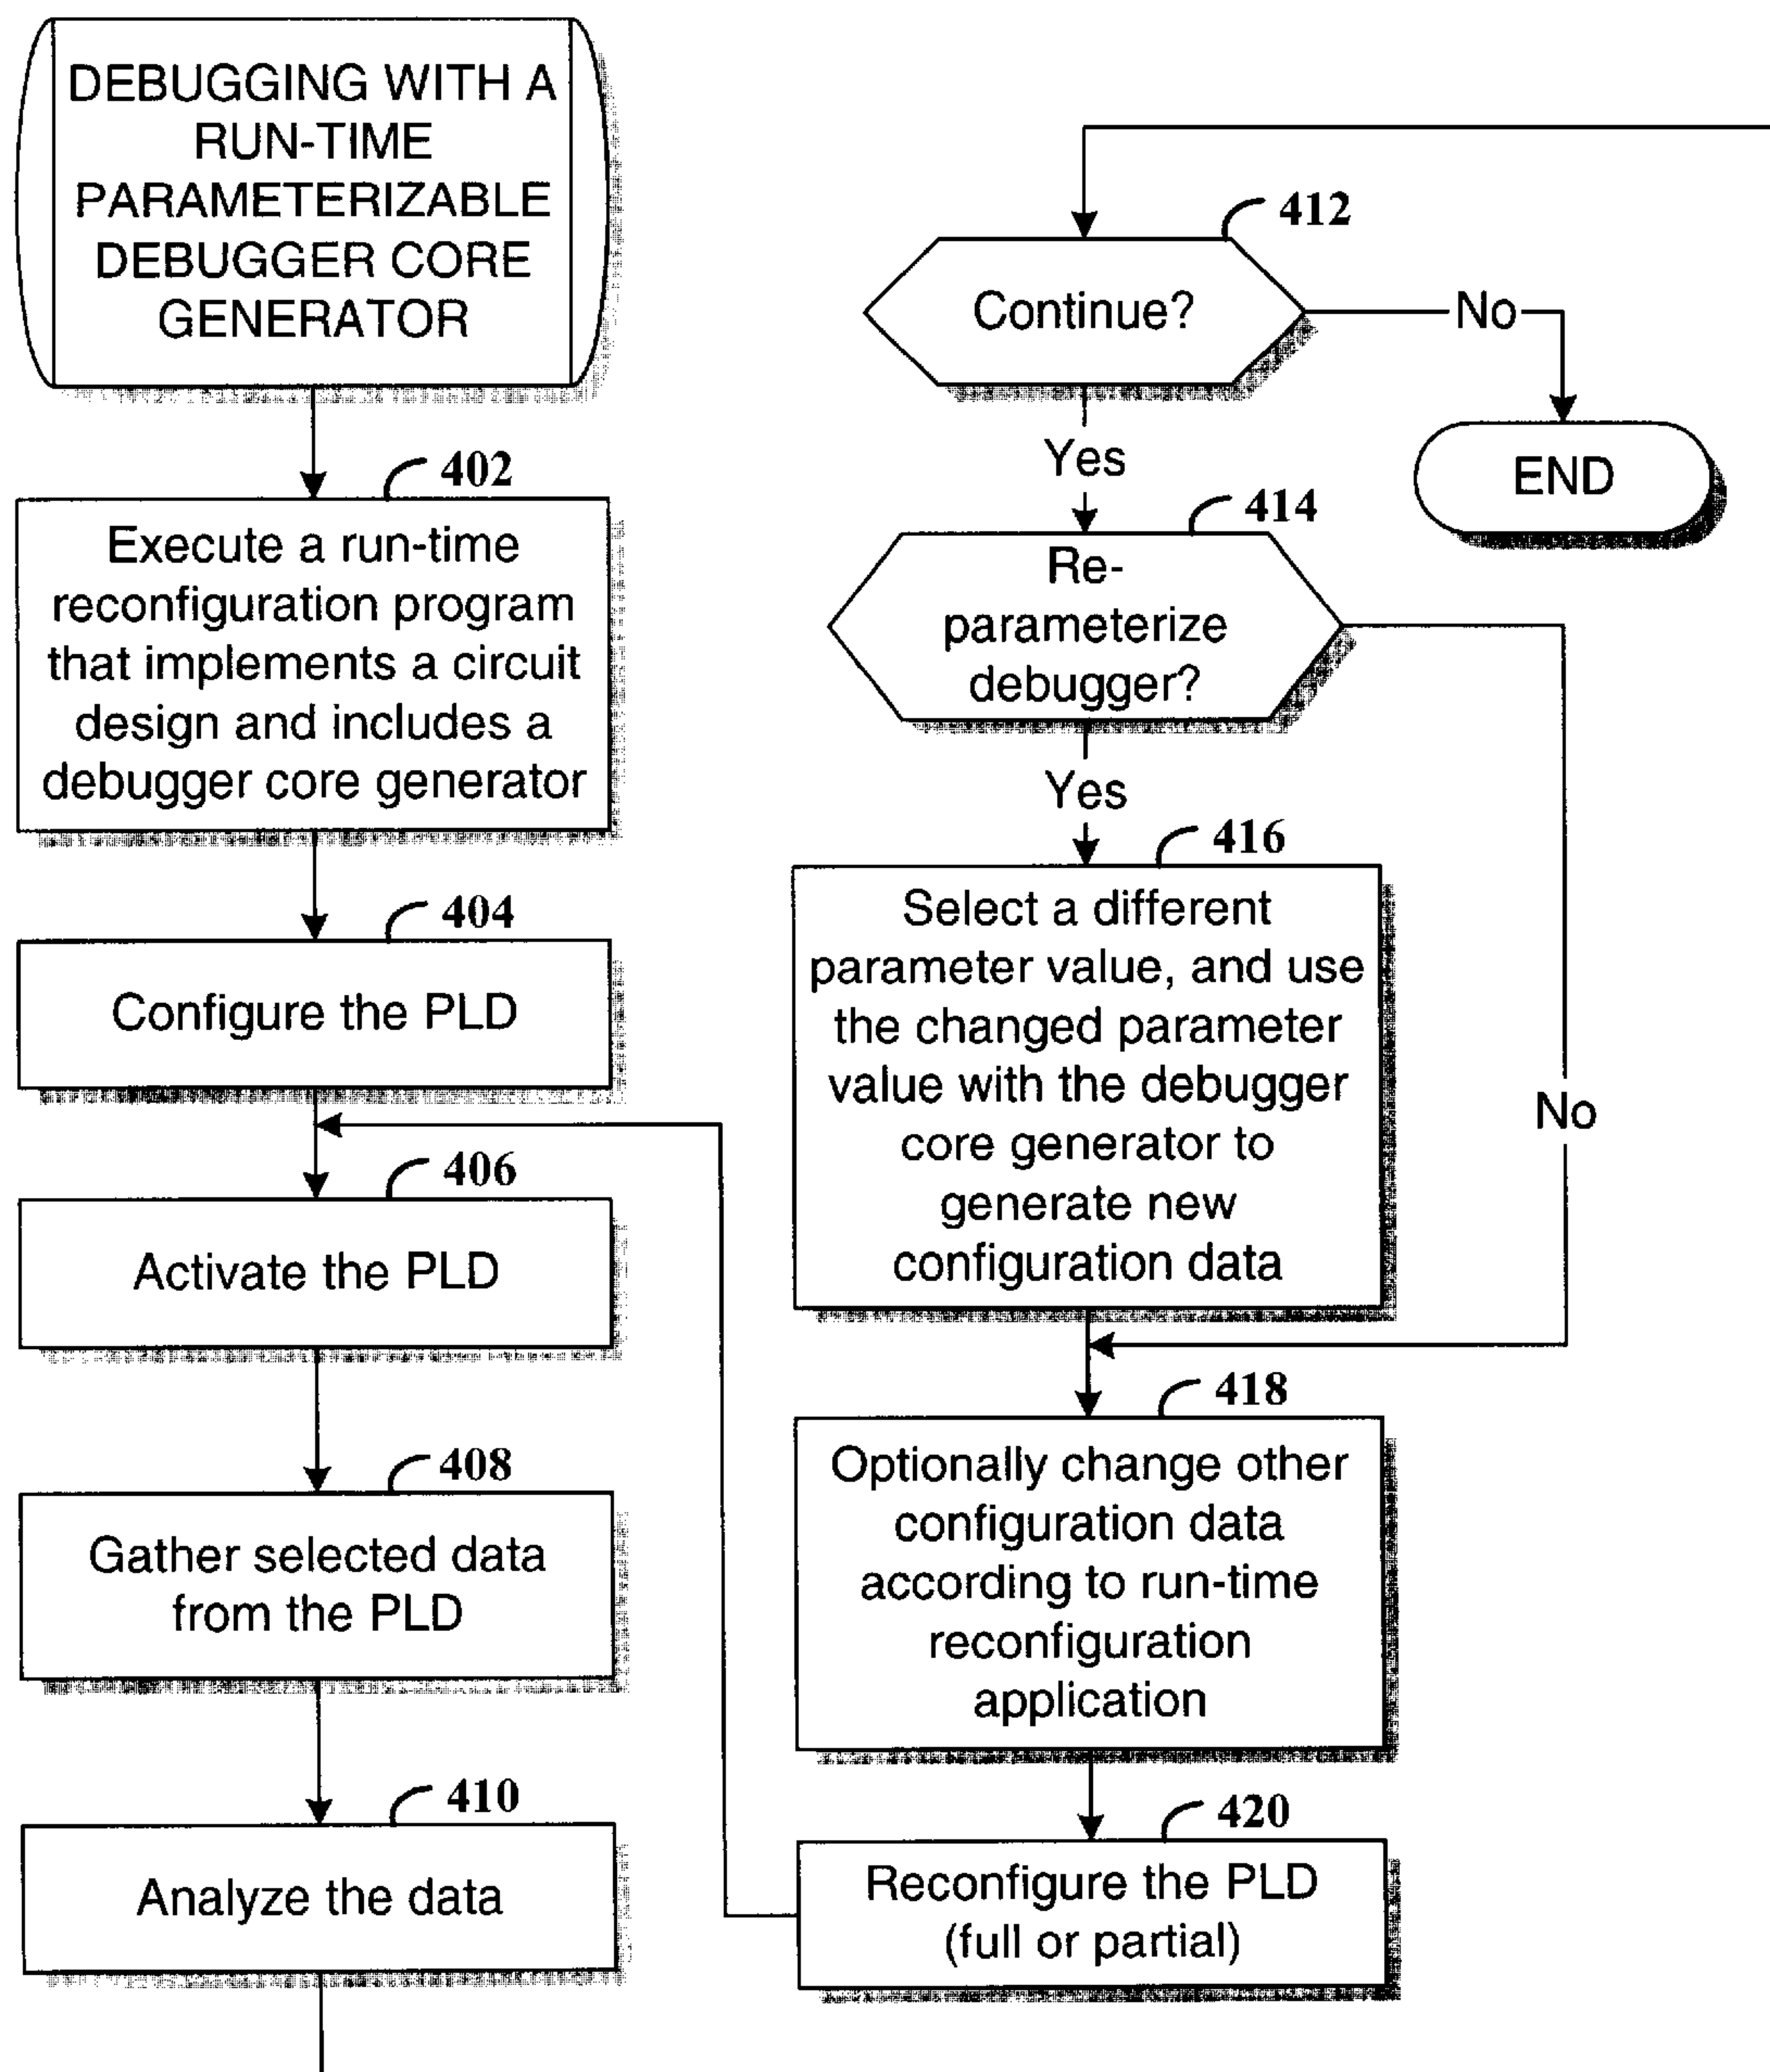 DEBUGGING WITH A
RUN-TIME
PARAMETERIZABLE
DEBUGGER CORE
GENERATOR
402
Execute a run-time
reconfiguration program
that implements a circuit
design and includes a
debugger core generator
404
Configure the PLD
406
Activate the PLD
408
Gather selected data
from the PLD
410
Analyze the data
412
Continue?
No
END
Yes
414
Re-
parameterize
debugger?
Yes
No
416
Select a different
parameter value, and use
the changed parameter
value with the debugger
core generator to
generate new
configuration data
418
Optionally change other
configuration data
according to run-time
reconfiguration
application
420
Reconfigure the PLD
(full or partial)